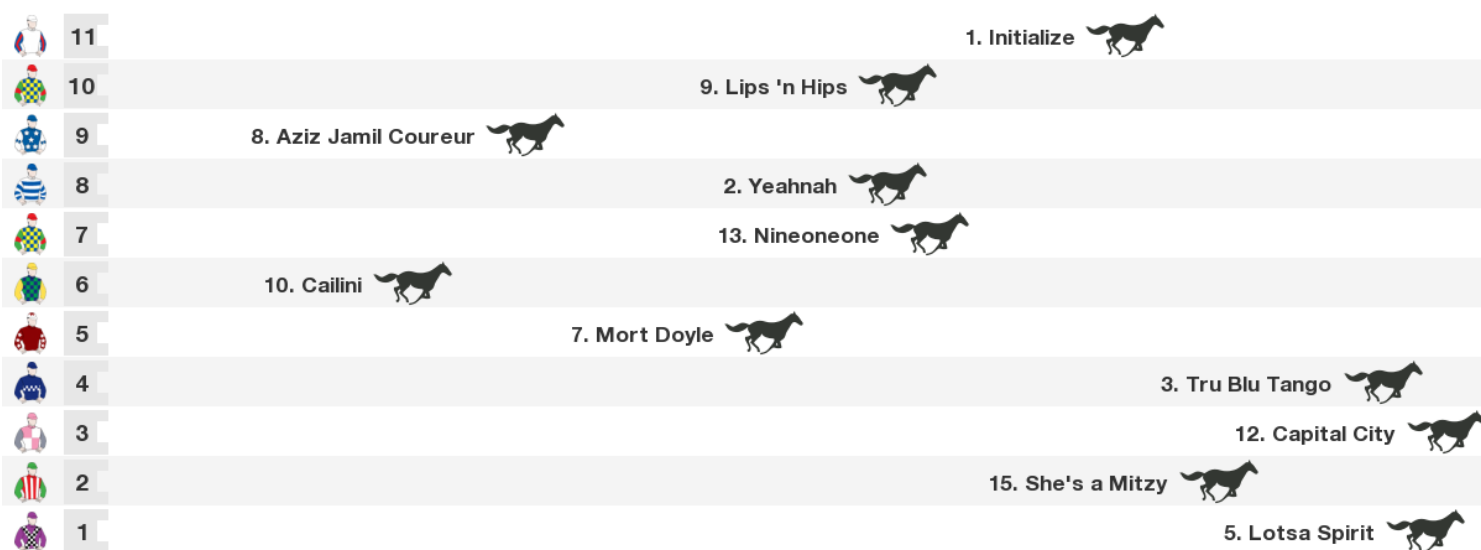 11 1. Initialize
10 9. Lips 'n Hips
9 8. Aziz Jamil Coureur
8 2. Yeahnah
7 13. Nineoneone
6 10. Cailini
5 7. Mort Doyle
4 3. Tru Blu Tango
3 12. Capital City
2 15. She's a Mitzy
1 5. Lotsa Spirit